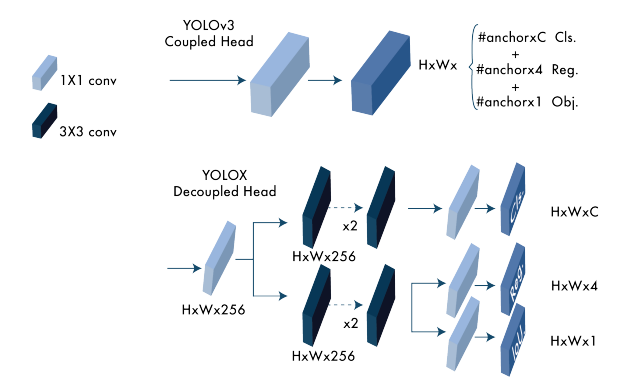 YOLOv3
Coupled Head
1X1 conv
3X3 conv
HxWx
#anchorxC Cls.
+
#anchorx4 Reg.
+
#anchorx1 Obj.
YOLOX
Decoupled Head
HxWx256
HxWx256
x2
Cls.
HxWxC
HxWx256
x2
Reg.
HxWx4
IoU
HxWx1